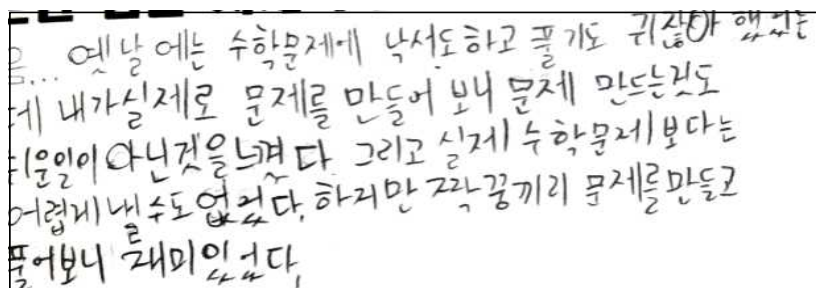 음... 옛날에는 수학문제에 낙서도하고 풀기도 귀찮아 했었는
데 내가실제로 문제를 만들어 보니 문제 만드는것도
쉬운일이 아닌것을느꼈다 그리고 실제 수학문제보다는
어렵게 낼 수도 없었다. 하지만 짝꿍끼리 문제를만들고
풀어보니 재미있었다.